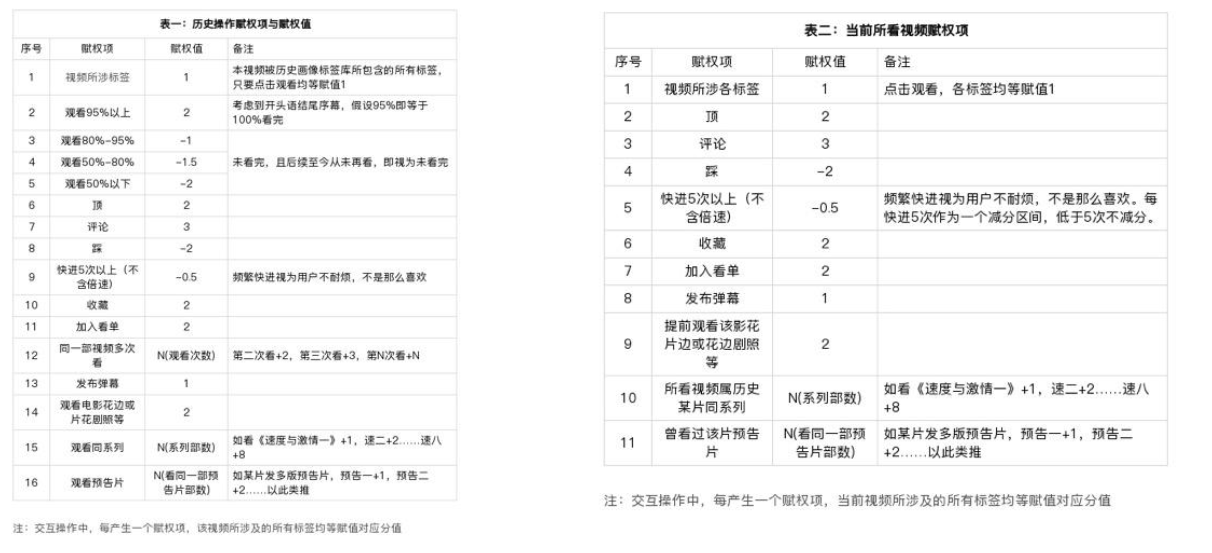 表一：历史操作赋权项与赋权值
序号 赋权项 赋权值 备注
1 视频所涉标签 1 本视频被历史画像标签库所包含的所有标签，
只要点击观看均等赋值1
2 观看95%以上 2 考虑到开头语结尾序幕，假设95%即等于
100%看完
3 观看80%-95% -1
4 观看50%-80% -1.5 未看完，且后续至今从未再看，即视为未看完
5 观看50%以下 -2
6 顶 2
7 评论 3
8 踩 -2
9 快进5次以上（不
含倍速） -0.5 频繁快进视为用户不耐烦，不是那么喜欢
10 收藏 2
11 加入看单 2
12 同一部视频多次
看 N(观看次数) 第二次看+2，第三次看+3，第N次看+N
13 发布弹幕 1
14 观看电影花边或
片花剧照等 2
15 观看同系列 N(系列部数) 如看《速度与激情一》+1，速二+2……速八
+8
16 观看预告片 N(看同一部预
告片部数) 如某片发多版预告片，预告一+1，预告二
+2……以此类推
注：交互操作中，每产生一个赋权项，该视频所涉及的所有标签均等赋值对应分值
表二：当前所看视频赋权项
序号 赋权项 赋权值 备注
1 视频所涉各标签 1 点击观看，各标签均等赋值1
2 顶 2
3 评论 3
4 踩 -2
5 快进5次以上（不
含倍速） -0.5 频繁快进视为用户不耐烦，不是那么喜欢。每
快进5次作为一个减分区间，低于5次不减分。
6 收藏 2
7 加入看单 2
8 发布弹幕 1
9 提前观看该影花
片边或花边剧照
等 2
10 所看视频属历史
某片同系列 N(系列部数) 如看《速度与激情一》+1，速二+2……速八
+8
11 曾看过该片预告
片 N(看同一部预
告片部数) 如某片发多版预告片，预告一+1，预告二
+2……以此类推
注：交互操作中，每产生一个赋权项，当前视频所涉及的所有标签均等赋值对应分值